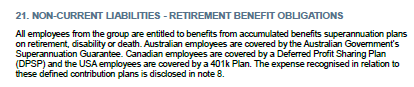 21. NON-CURRENT LIABILITIES - RETIREMENT BENEFIT OBLIGATIONS
All employees from the group are entitled to benefits from accumulated benefits superannuation plans
on retirement, disability or death. Australian employees are covered by the Australian Government's
Superannuation Guarantee. Canadian employees are covered by a Deferred Profit Sharing Plan
(DPSP) and the USA employees are covered by a 401k Plan. The expense recognised in relation to
these defined contribution plans is disclosed in note 8.